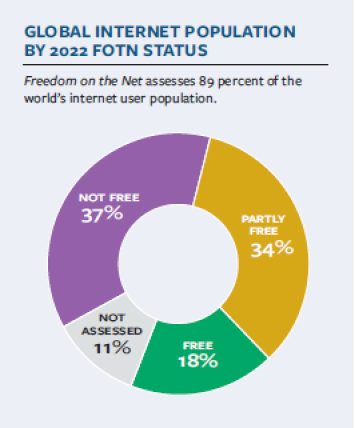 GLOBAL INTERNET POPULATION
BY 2022 FOTN STATUS
Freedom on the Net assesses 89 percent of the
world's internet user population.
NOT FREE
37%
PARTLY
FREE
34%
NOT
ASSESSED
11%
FREE
18%